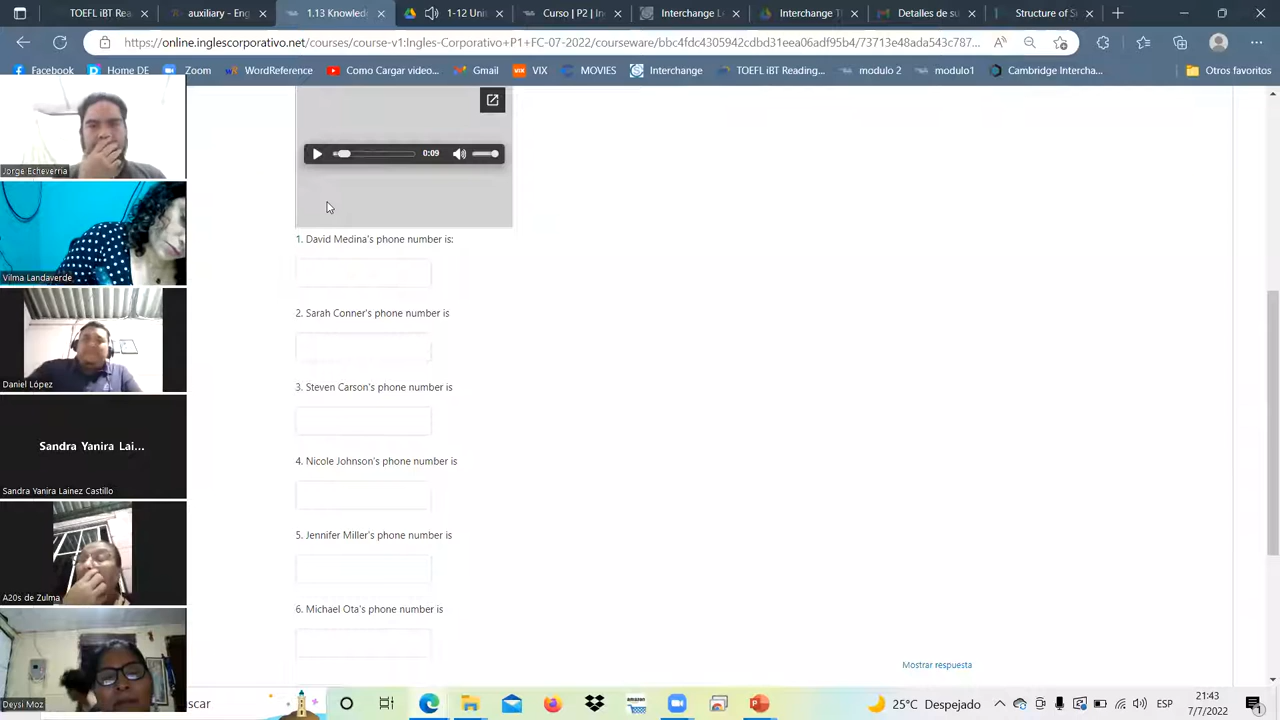 TOEFL iBT Rea
auxiliary - Eng
1.13 Knowled
1-12 Uni
Curso | P2 | In
Interchange L
Interchange T
Detalles de su
Structure of S
https://online.inglescorporativo.net/courses/course-v1:Ingles-Corporativo+P1+FC-07-2022/courseware/bbc4fdc4305942cdbd31eea06adf95b4/73713e48ada543c787...
Facebook
Home DE
Zoom
WordReference
Como Cargar video...
Gmail
VIX
MOVIES
Interchange
TOEFL iBT Reading...
modulo 2
modulo1
Cambridge Intercha...
Otros favoritos
Jorge Echeverría
Vilma Landaverde
Daniel López
Sandra Yanira Lai...
Sandra Yanira Lainez Castillo
A20s de Zulma
Deysi Moz
0:09
1. David Medina's phone number is:
2. Sarah Conner's phone number is
3. Steven Carson's phone number is
4. Nicole Johnson's phone number is
5. Jennifer Miller's phone number is
6. Michael Ota's phone number is
Mostrar respuesta
scar
amazon
25°C Despejado
ESP
21:43
7/7/2022